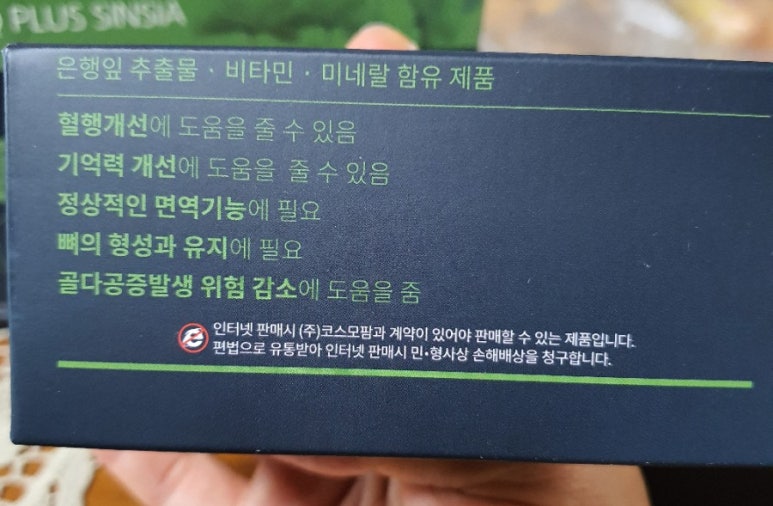 PLUS SINSIA
은행잎 추출물 · 비타민 · 미네랄 함유 제품
혈행개선에 도움을 줄 수 있음
기억력 개선에 도움을 줄 수 있음
정상적인 면역기능에 필요
뼈의 형성과 유지에 필요
골다공증발생 위험 감소에 도움을 줌
인터넷 판매시 (주)코스모팜과 계약이 있어야 판매할 수 있는 제품입니다.
편법으로 유통받아 인터넷 판매시 민•형사상 손해배상을 청구합니다.